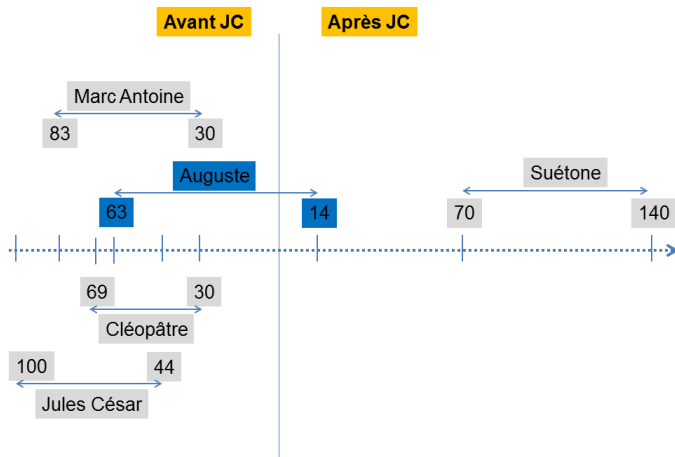 Avant JC
Après JC
Marc Antoine
83
30
Auguste
63
14
Suétone
70
140
69
30
Cléopâtre
100
44
Jules César